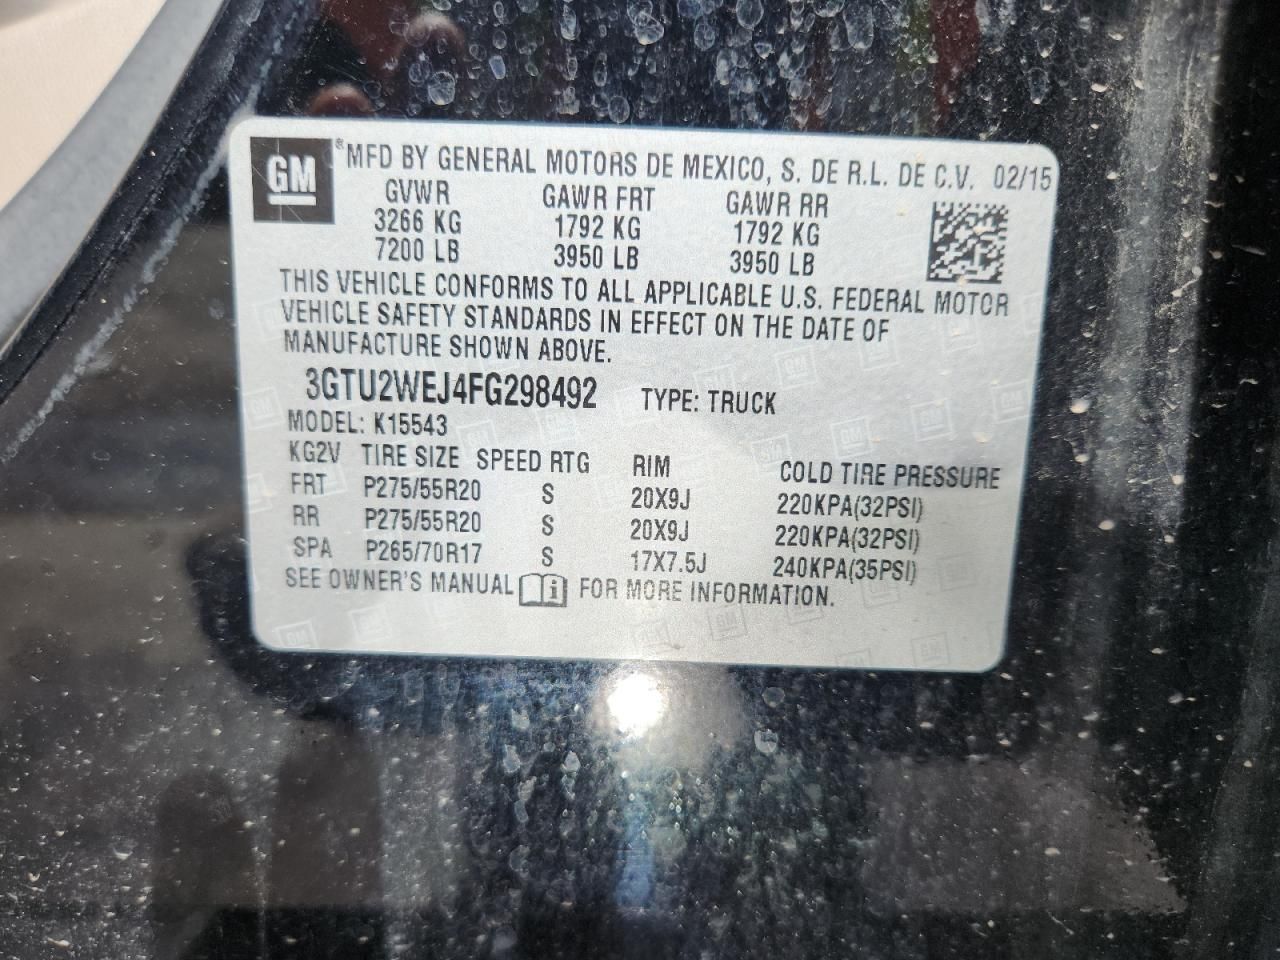 GM ® MFD BY GENERAL MOTORS DE MEXICO, S. DE R.L. DE C.V. 02/15
GVWR GAWR FRT GAWR RR
3266 KG 1792 KG 1792 KG
7200 LB 3950 LB 3950 LB
THIS VEHICLE CONFORMS TO ALL APPLICABLE U.S. FEDERAL MOTOR
VEHICLE SAFETY STANDARDS IN EFFECT ON THE DATE OF
MANUFACTURE SHOWN ABOVE.
3GTU2WEJ4FG298492 TYPE: TRUCK
MODEL: K15543
KG2V TIRE SIZE SPEED RTG RIM COLD TIRE PRESSURE
FRT P275/55R20 S 20X9J 220KPA(32PSI)
RR P275/55R20 S 20X9J 220KPA(32PSI)
SPA P265/70R17 S 17X7.5J 240KPA(35PSI)
SEE OWNER'S MANUAL i FOR MORE INFORMATION.